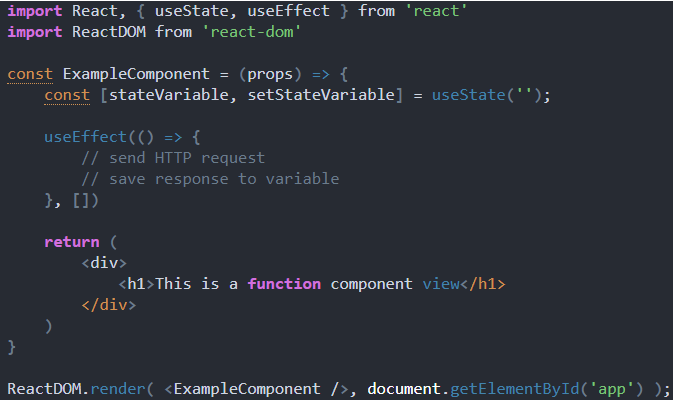 import React, { useState, useEffect } from 'react'
import ReactDOM from 'react-dom'

const ExampleComponent = (props) => {
    const [stateVariable, setStateVariable] = useState('');

    useEffect(() => {
        // send HTTP request
        // save response to variable
    }, [])

    return (
        <div>
            <h1>This is a function component view</h1>
        </div>
    )
}

ReactDOM.render( <ExampleComponent />, document.getElementById('app') );